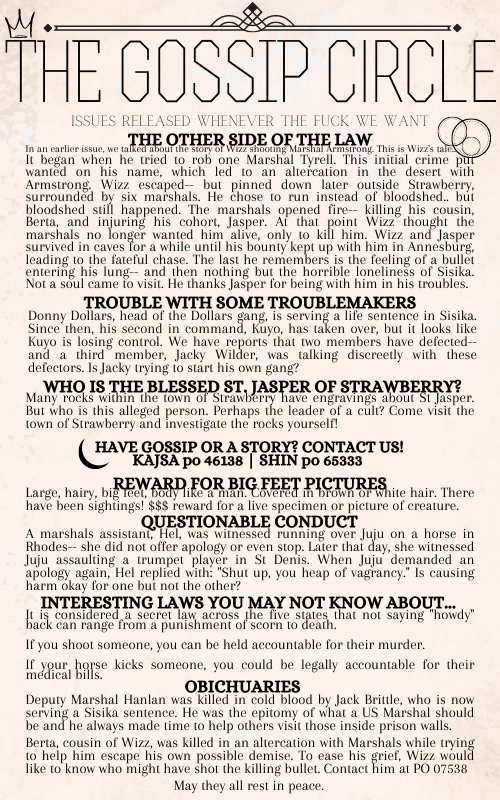 THE GOSSIP CIRCLE
ISSUES RELEASED WHENEVER THE FUCK WE WANT
THE OTHER SIDE OF THE LAW
In an earlier issue, we talked about the story of Wizz shooting Marshal Armstrong. This is Wizz's tale...
It began when he tried to rob one Marshal Tyrell. This initial crime put
wanted on his name, which led to an altercation in the desert with
Armstrong. Wizz escaped-- but pinned down later outside Strawberry,
surrounded by six marshals. He chose to run instead of bloodshed.. but
bloodshed still happened. The marshals opened fire-- killing his cousin,
Berta, and injuring his cohort, Jasper. At that point Wizz thought the
marshals no longer wanted him alive, only to kill him. Wizz and Jasper
survived in caves for a while until his bounty kept up with him in Annesburg,
leading to the fateful chase. The last he remembers is the feeling of a bullet
entering his lung-- and then nothing but the horrible loneliness of Sisika.
Not a soul came to visit. He thanks Jasper for being with him in his troubles.
TROUBLE WITH SOME TROUBLEMAKERS
Donny Dollars, head of the Dollars gang, is serving a life sentence in Sisika.
Since then, his second in command, Kuyo, has taken over, but it looks like
Kuyo is losing control. We have reports that two members have defected--
and a third member, Jacky Wilder, was talking discreetly with these
defectors. Is Jacky trying to start his own gang?
WHO IS THE BLESSED ST. JASPER OF STRAWBERRY?
Many rocks within the town of Strawberry have engravings about St Jasper.
But who is this alleged person. Perhaps the leader of a cult? Come visit the
town of Strawberry and investigate the rocks yourself!
HAVE GOSSIP OR A STORY? CONTACT US!
KAJSA po 46138 | SHIN po 65333
REWARD FOR BIG FEET PICTURES
Large, hairy, big feet, body like a man. Covered in brown or white hair. There
have been sightings! $$$ reward for a live specimen or picture of creature.
QUESTIONABLE CONDUCT
A marshals assistant, Hel, was witnessed running over Juju on a horse in
Rhodes-- she did not offer apology or even stop. Later that day, she witnessed
Juju assaulting a trumpet player in St Denis. When Juju demanded an
apology again, Hel replied with: "Shut up, you heap of vagrancy." Is causing
harm okay for one but not the other?
INTERESTING LAWS YOU MAY NOT KNOW ABOUT...
It is considered a secret law across the five states that not saying "howdy"
back can range from a punishment of scorn to death.
If you shoot someone, you can be held accountable for their murder.
If your horse kicks someone, you could be legally accountable for their
medical bills.
OBICHUARIES
Deputy Marshal Hanlan was killed in cold blood by Jack Brittle, who is now
serving a Sisika sentence. He was the epitomy of what a US Marshal should
be and he always made time to help others visit those inside prison walls.
Berta, cousin of Wizz, was killed in an altercation with Marshals while trying
to help him escape his own possible demise. To ease his grief, Wizz would
like to know who might have shot the killing bullet. Contact him at PO 07538
May they all rest in peace.